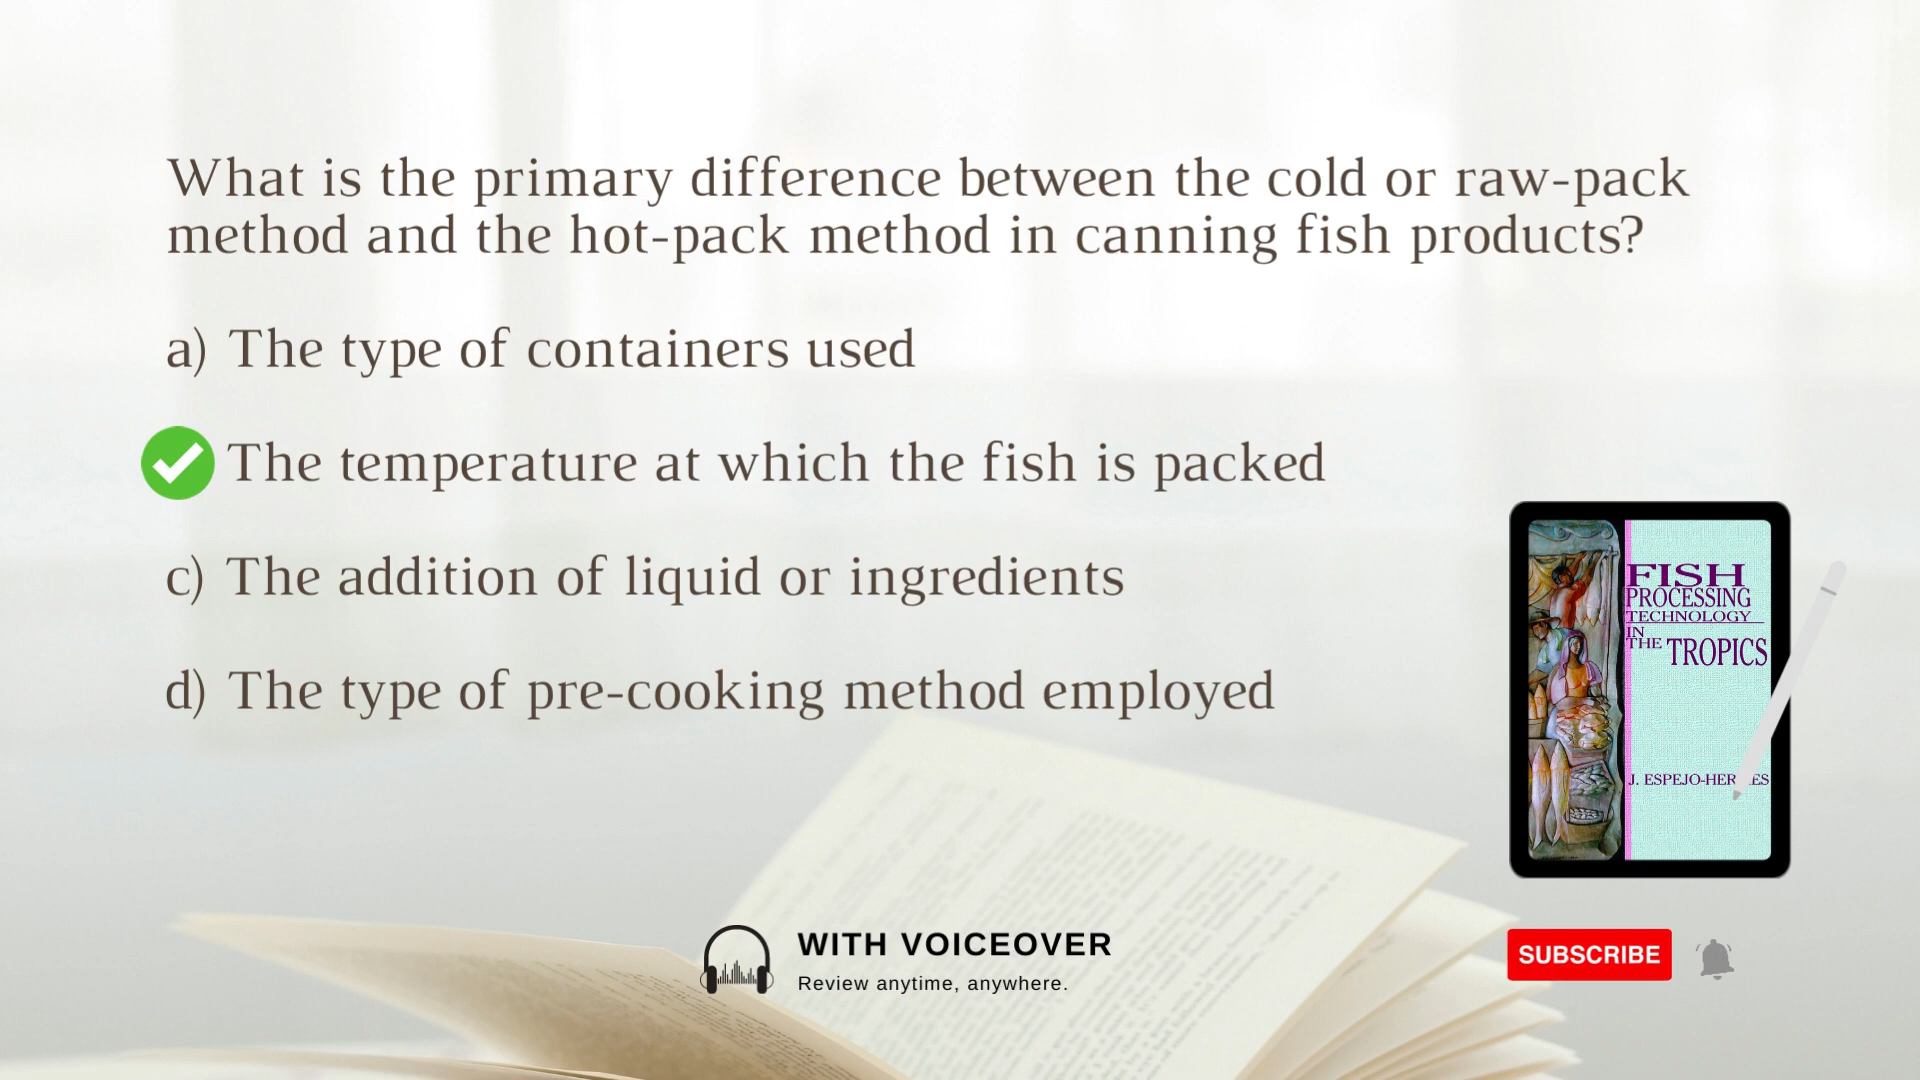 What is the primary difference between the cold or raw-pack
method and the hot-pack method in canning fish products?
a) The type of containers used
The temperature at which the fish is packed
c) The addition of liquid or ingredients
d) The type of pre-cooking method employed
FISH
PROCESSING
TECHNOLOGY
IN
THE TROPICS
J. ESPEJO-HER
WITH VOICEOVER
Review anytime, anywhere.
SUBSCRIBE